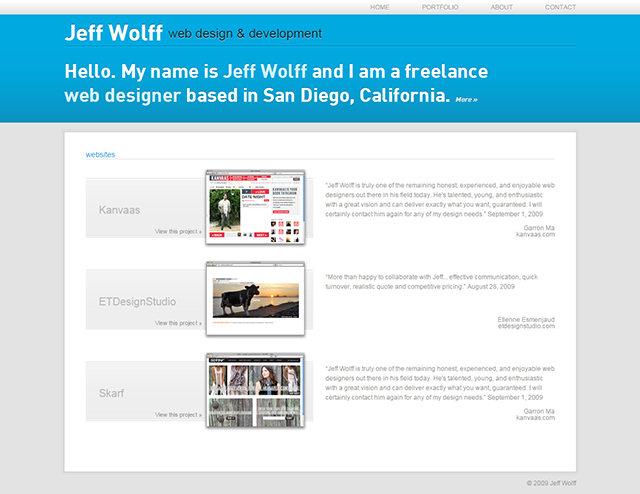 HOME PORTFOLIO ABOUT CONTACT
Jeff Wolff web design & development
Hello. My name is Jeff Wolff and I am a freelance
web designer based in San Diego, California. More »
websites
Kanvaas
View this project »
"Jeff Wolff is truly one of the remaining honest, experienced, and enjoyable web
designers out there in his field today. He's talented, young, and enthusiastic
with a great vision and can deliver exactly what you want, guaranteed. I will
certainly contact him again for any of my design needs." September 1, 2009
Garron Ma
kanvaas.com
ETDesignStudio
View this project »
"More than happy to collaborate with Jeff... effective communication, quick
turnover, realistic quote and competitive pricing." August 28, 2009
Etienne Esmenjaud
etdesignstudio.com
Skarf
View this project »
"Jeff Wolff is truly one of the remaining honest, experienced, and enjoyable web
designers out there in his field today. He's talented, young, and enthusiastic
with a great vision and can deliver exactly what you want, guaranteed. I will
certainly contact him again for any of my design needs." September 1, 2009
Garron Ma
kanvaas.com
© 2009 Jeff Wolff